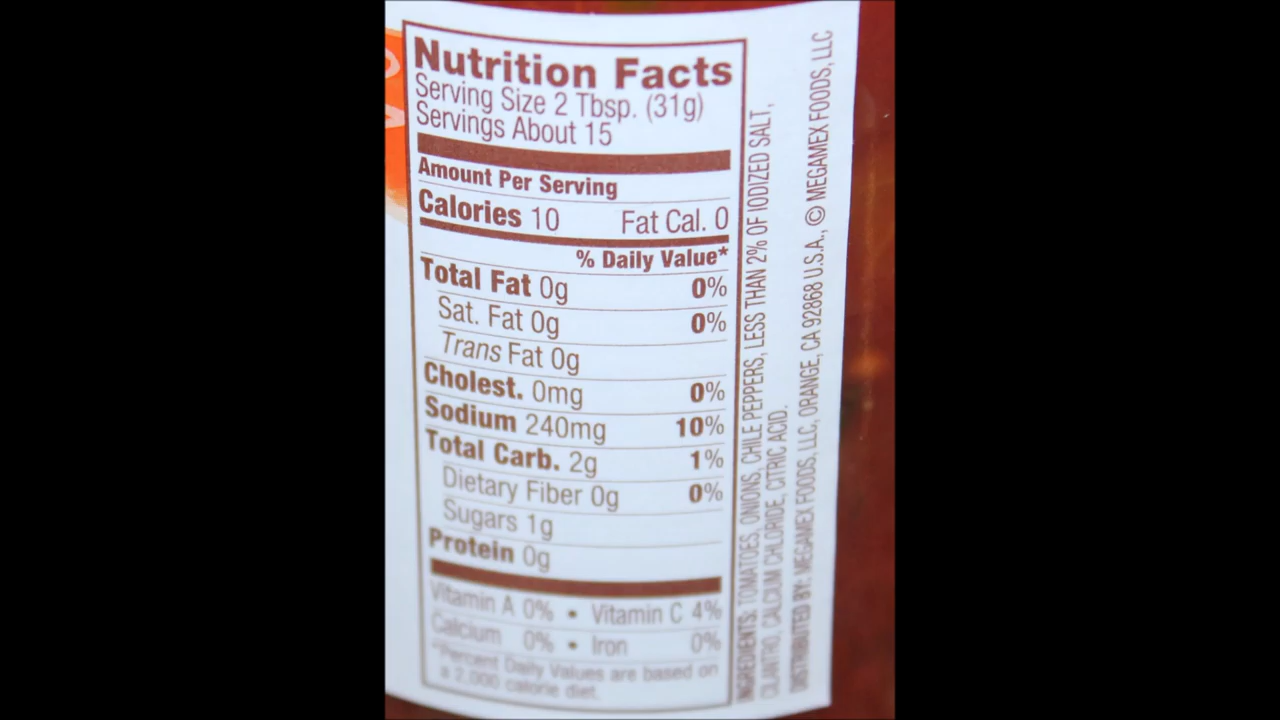 Nutrition Facts
Serving Size 2 Tbsp. (31g)
Servings About 15
Amount Per Serving
Calories 10 Fat Cal. 0
% Daily Value*
Total Fat 0g 0%
Sat. Fat 0g 0%
Trans Fat 0g
Cholest. 0mg 0%
Sodium 240mg 10%
Total Carb. 2g 1%
Dietary Fiber 0g 0%
Sugars 1g
Protein 0g
Vitamin A 0% • Vitamin C 4%
Calcium 0% • Iron 0%
*Percent Daily Values are based on
a 2,000 calorie diet.
INGREDIENTS: TOMATOES, ONIONS, CHILE PEPPERS, LESS THAN 2% OF IODIZED SALT,
CILANTRO, CALCIUM CHLORIDE, CITRIC ACID.
DISTRIBUTED BY: MEGAMEX FOODS, LLC, ORANGE, CA 92868 U.S.A., © MEGAMEX FOODS, LLC